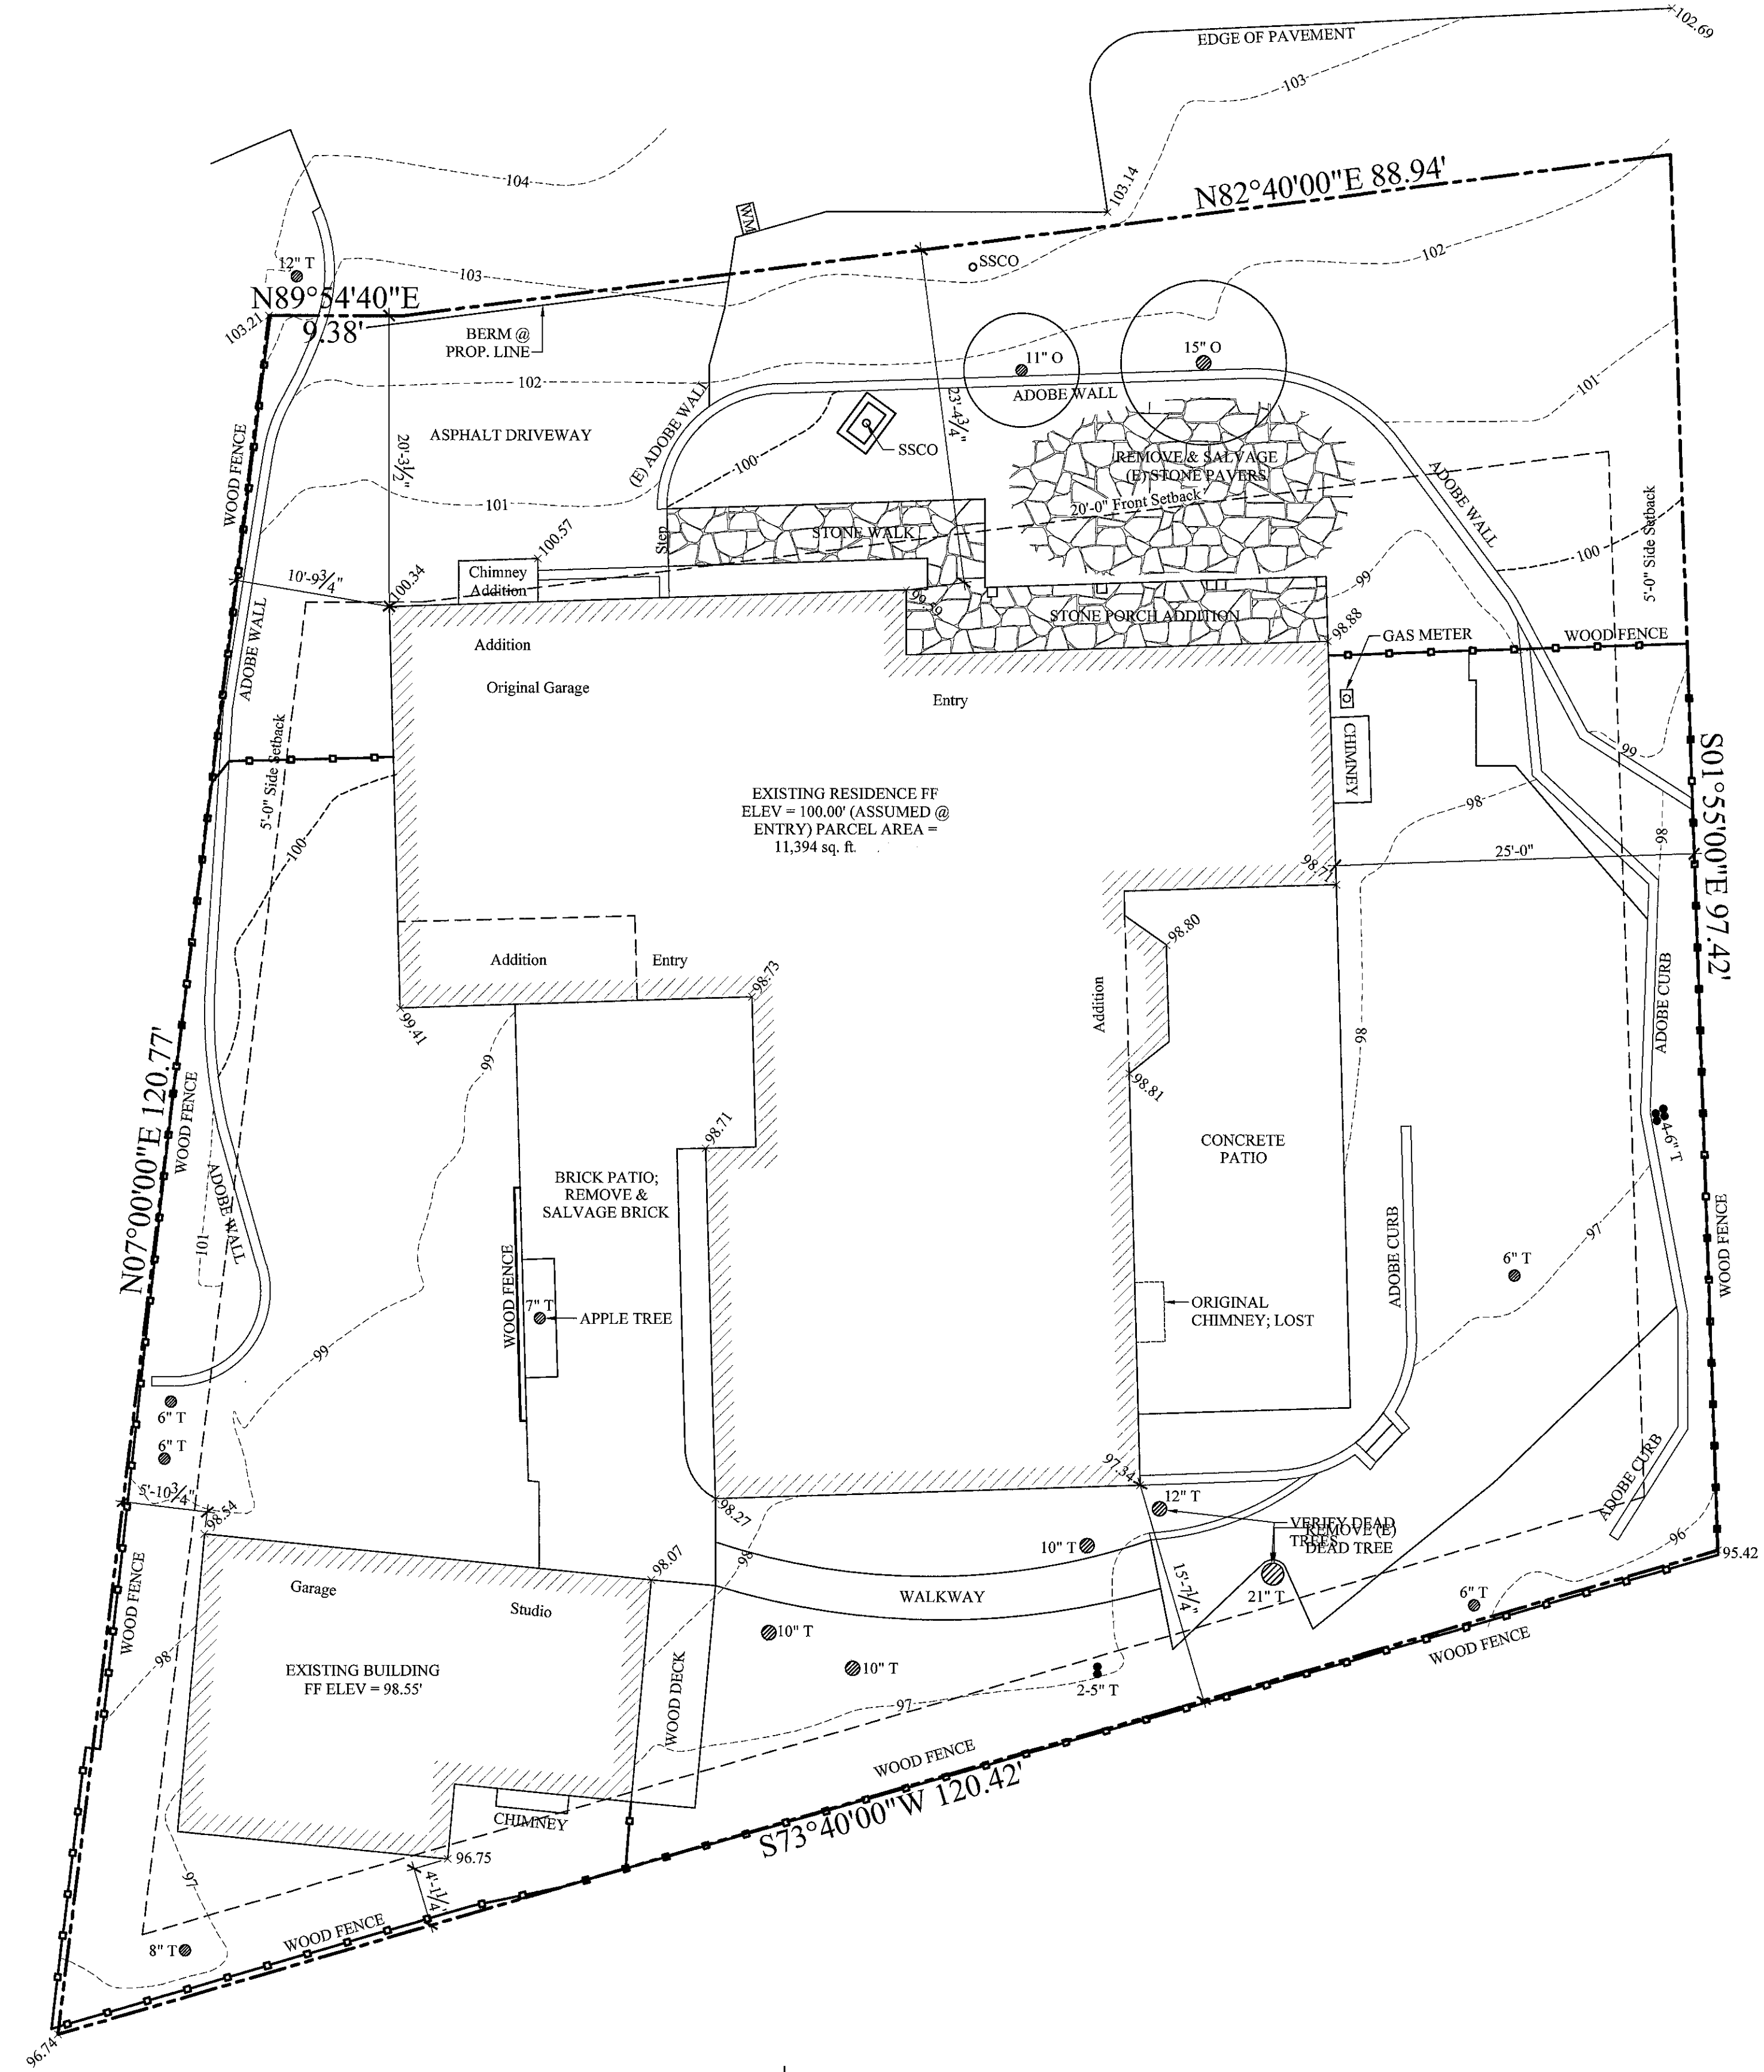 102.69
EDGE OF PAVEMENT
103
104
103.14
N82°40'00"E 88.94'
WM
102
SSCO
12" T
103
N89°54'40"E
9.38'
103.21
BERM @
PROP. LINE
11" O
15" O
102
101
ADOBE WALL
23'-4 3/4"
(E) ADOBE WALL
ASPHALT DRIVEWAY
20'-3 1/2"
SSCO
100
REMOVE & SALVAGE
(E) STONE PAVERS
20'-0" Front Setback
ADOBE WALL
WOOD FENCE
101
STONE WALK
Step
100.57
100
5'-0" Side Setback
Chimney
Addition
10'-9 3/4"
100.34
99
STONE PORCH ADDITION
98.88
GAS METER
WOOD FENCE
ADOBE WALL
Addition
Original Garage
Entry
5'-0" Side Setback
CHIMNEY
99
S01°55'00"E 97.42'
EXISTING RESIDENCE FF
ELEV = 100.00' (ASSUMED @
ENTRY) PARCEL AREA =
11,394 sq. ft.
98
98
100
25'-0"
98.71
98.80
Addition
Entry
98.73
Addition
ADOBE CURB
99.41
98
99
98.81
N07°00'00"E 120.77'
WOOD FENCE
98.71
CONCRETE
PATIO
4-6" T
BRICK PATIO;
REMOVE &
SALVAGE BRICK
ADOBE WALL
101
WOOD FENCE
97
6" T
ADOBE CURB
WOOD FENCE
7" T
APPLE TREE
ORIGINAL
CHIMNEY; LOST
99
6" T
6" T
5'-10 3/4"
98.54
97.34
12" T
ADOBE CURB
98.27
VERIFY DEAD
TREES
REMOVE (E)
DEAD TREE
96
95.42
10" T
98
98.07
15'-7 1/4"
WOOD FENCE
Garage
Studio
WALKWAY
21" T
6" T
10" T
WOOD FENCE
98
EXISTING BUILDING
FF ELEV = 98.55'
WOOD DECK
10" T
2-5" T
97
WOOD FENCE
S73°40'00"W 120.42'
CHIMNEY
96.75
97
4'-1 1/4"
WOOD FENCE
8" T
96.74